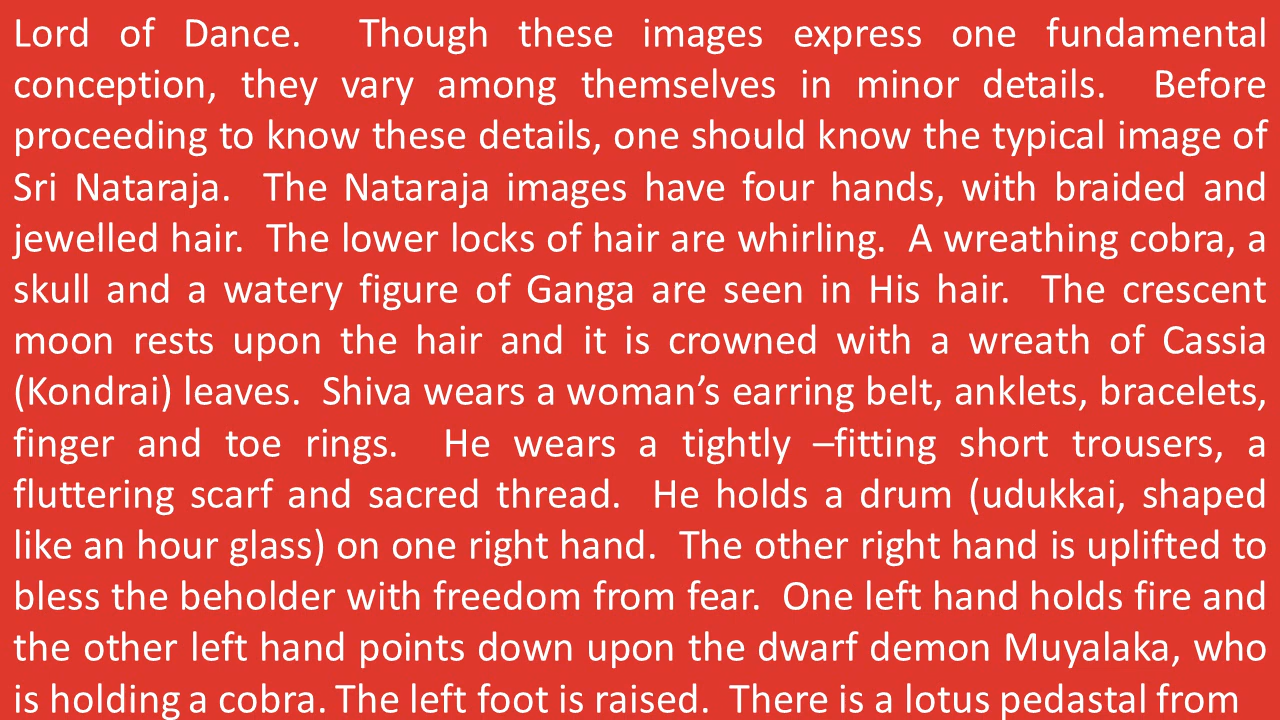 Lord of Dance. Though these images express one fundamental
conception, they vary among themselves in minor details. Before
proceeding to know these details, one should know the typical image of
Sri Nataraja. The Nataraja images have four hands, with braided and
jewelled hair. The lower locks of hair are whirling. A wreathing cobra, a
skull and a watery figure of Ganga are seen in His hair. The crescent
moon rests upon the hair and it is crowned with a wreath of Cassia
(Kondrai) leaves. Shiva wears a woman’s earring belt, anklets, bracelets,
finger and toe rings. He wears a tightly –fitting short trousers, a
fluttering scarf and sacred thread. He holds a drum (udukkai, shaped
like an hour glass) on one right hand. The other right hand is uplifted to
bless the beholder with freedom from fear. One left hand holds fire and
the other left hand points down upon the dwarf demon Muyalaka, who
is holding a cobra. The left foot is raised. There is a lotus pedastal from